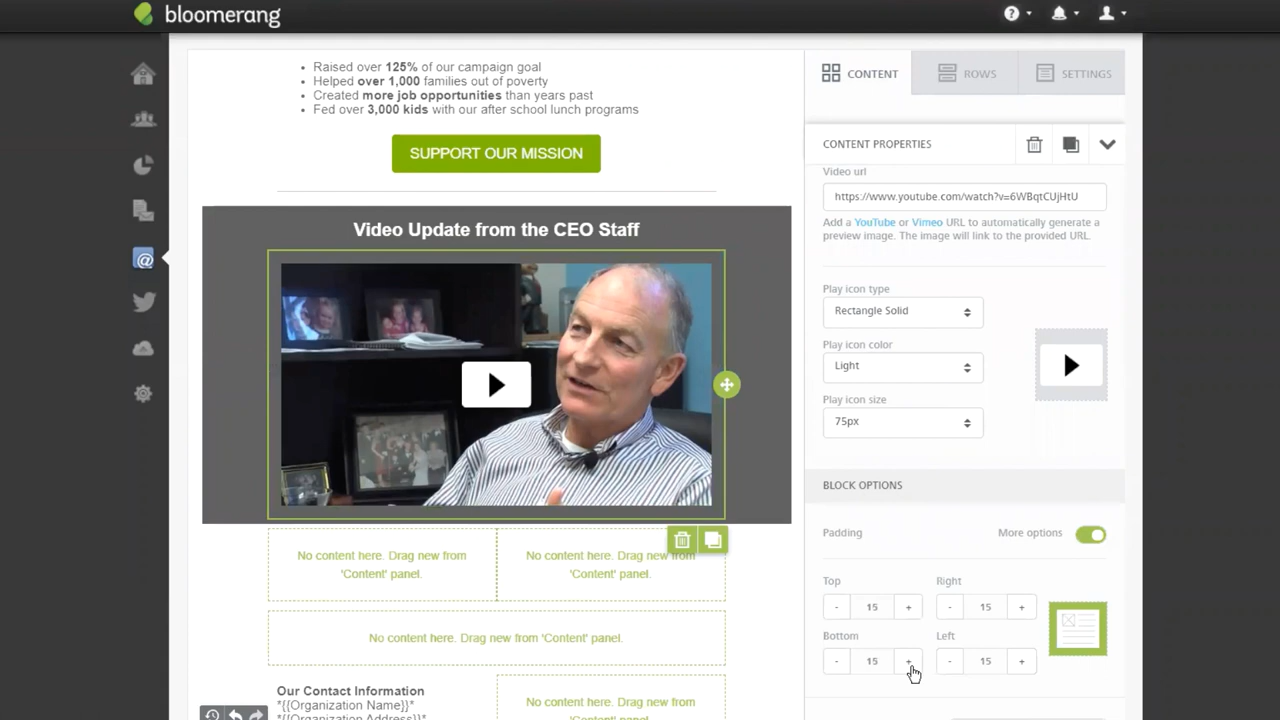 bloomerang
Raised over 125% of our campaign goal
Helped over 1,000 families out of poverty
Created more job opportunities than years past
Fed over 3,000 kids with our after school lunch programs
SUPPORT OUR MISSION
Video Update from the CEO Staff
No content here. Drag new from
'Content' panel.
No content here. Drag new from
'Content' panel.
No content here. Drag new from 'Content' panel.
Our Contact Information
*{{Organization Name}}*
*{{Organization Address}}*
No content here. Drag new from
'Content' panel.
CONTENT
ROWS
SETTINGS
CONTENT PROPERTIES
Video url
https://www.youtube.com/watch?v=6WBqtCUjHtU
Add a YouTube or Vimeo URL to automatically generate a
preview image. The image will link to the provided URL.
Play icon type
Rectangle Solid
Play icon color
Light
Play icon size
75px
BLOCK OPTIONS
Padding
More options
Top
Right
- 15 +
- 15 +
Bottom
Left
- 15 +
- 15 +